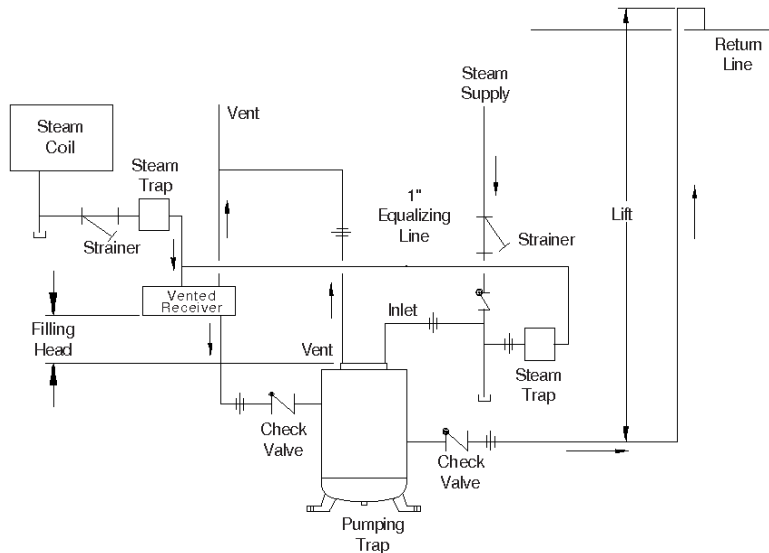 Return
Line
Steam
Supply
Vent
Steam
Coil
Steam
Trap
1"
Equalizing
Line
Lift
Strainer
Strainer
Vented
Receiver
Inlet
Filling
Head
Vent
Steam
Trap
Check
Valve
Check
Valve
Pumping
Trap